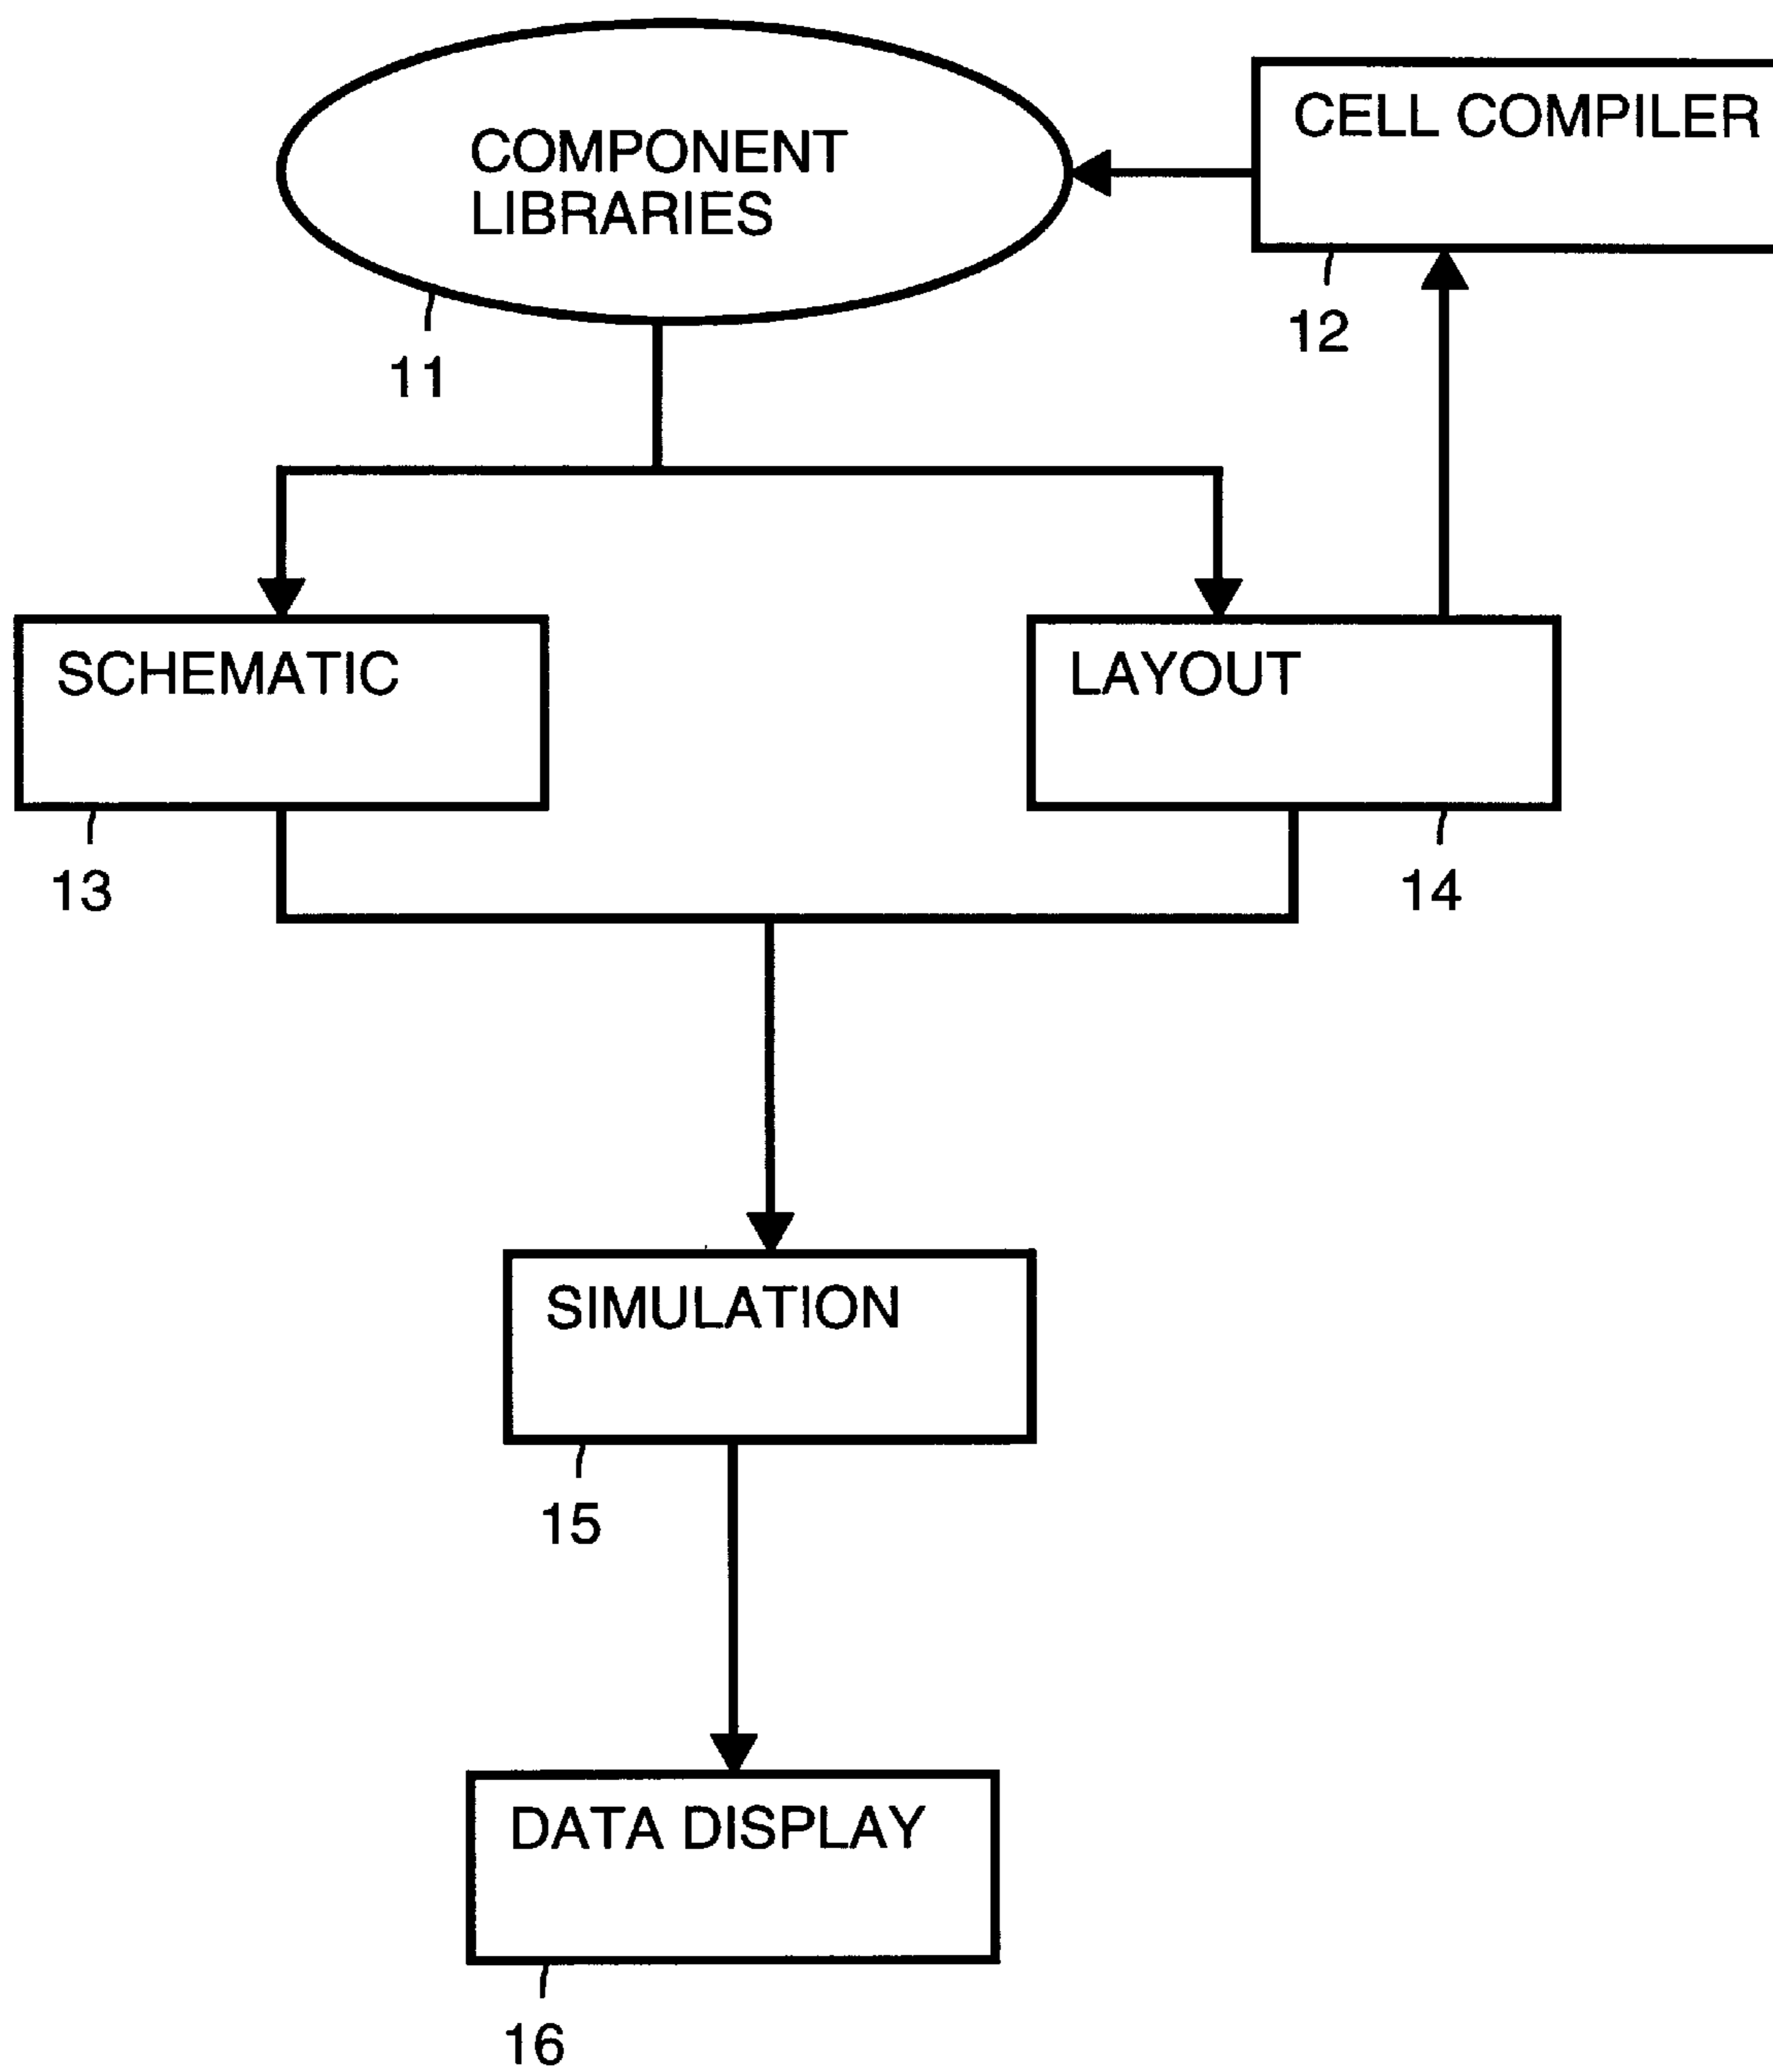 COMPONENT
LIBRARIES
CELL COMPILER
11
12
SCHEMATIC
LAYOUT
13
14
SIMULATION
15
DATA DISPLAY
16